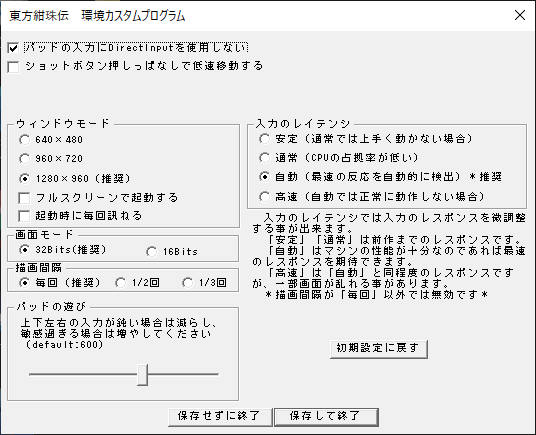 東方紺珠伝　環境カスタムプログラム
パッドの入力にDirectInputを使用しない
ショットボタン押しっぱなしで低速移動する
ウィンドウモード
640×480
960×720
1280×960 (推奨)
フルスクリーンで起動する
起動時に毎回訊ねる
画面モード
32Bits(推奨)
16Bits
描画間隔
毎回 (推奨)
1/2回
1/3回
パッドの遊び
上下左右の入力が鈍い場合は減らし、
敏感過ぎる場合は増やしてください
(default:600)
入力のレイテンシ
安定 (通常では上手く動かない場合)
通常 (CPUの占拠率が低い)
自動 (最速の反応を自動的に検出) *推奨
高速 (自動では正常に動作しない場合)
入力のレイテンシでは入力のレスポンスを微調整
する事が出来ます。
「安定」「通常」は前作までのレスポンスです。
「自動」はマシンの性能が十分なのであれば最速
のレスポンスを期待できます。
「高速」は「自動」と同程度のレスポンスです
が、一部画面が乱れる事があります。
*描画間隔が「毎回」以外では無効です*
初期設定に戻す
保存せずに終了
保存して終了